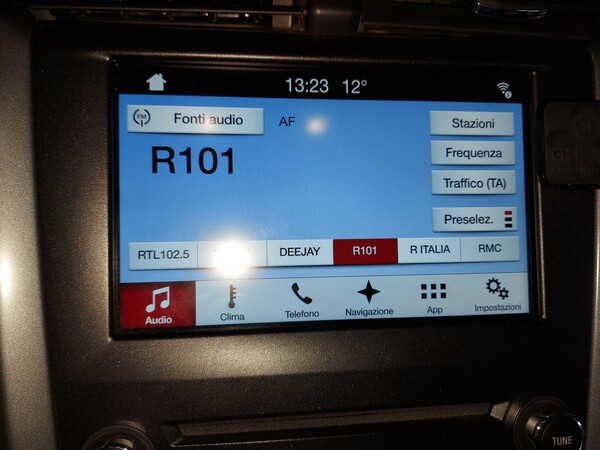 13:23 12°
FM Fonti audio AF Stazioni
R101
Frequenza
Traffico (TA)
Preselez.
RTL102.5 DEEJAY R101 R ITALIA RMC
Audio Clima Telefono Navigazione App Impostazioni
TUNE